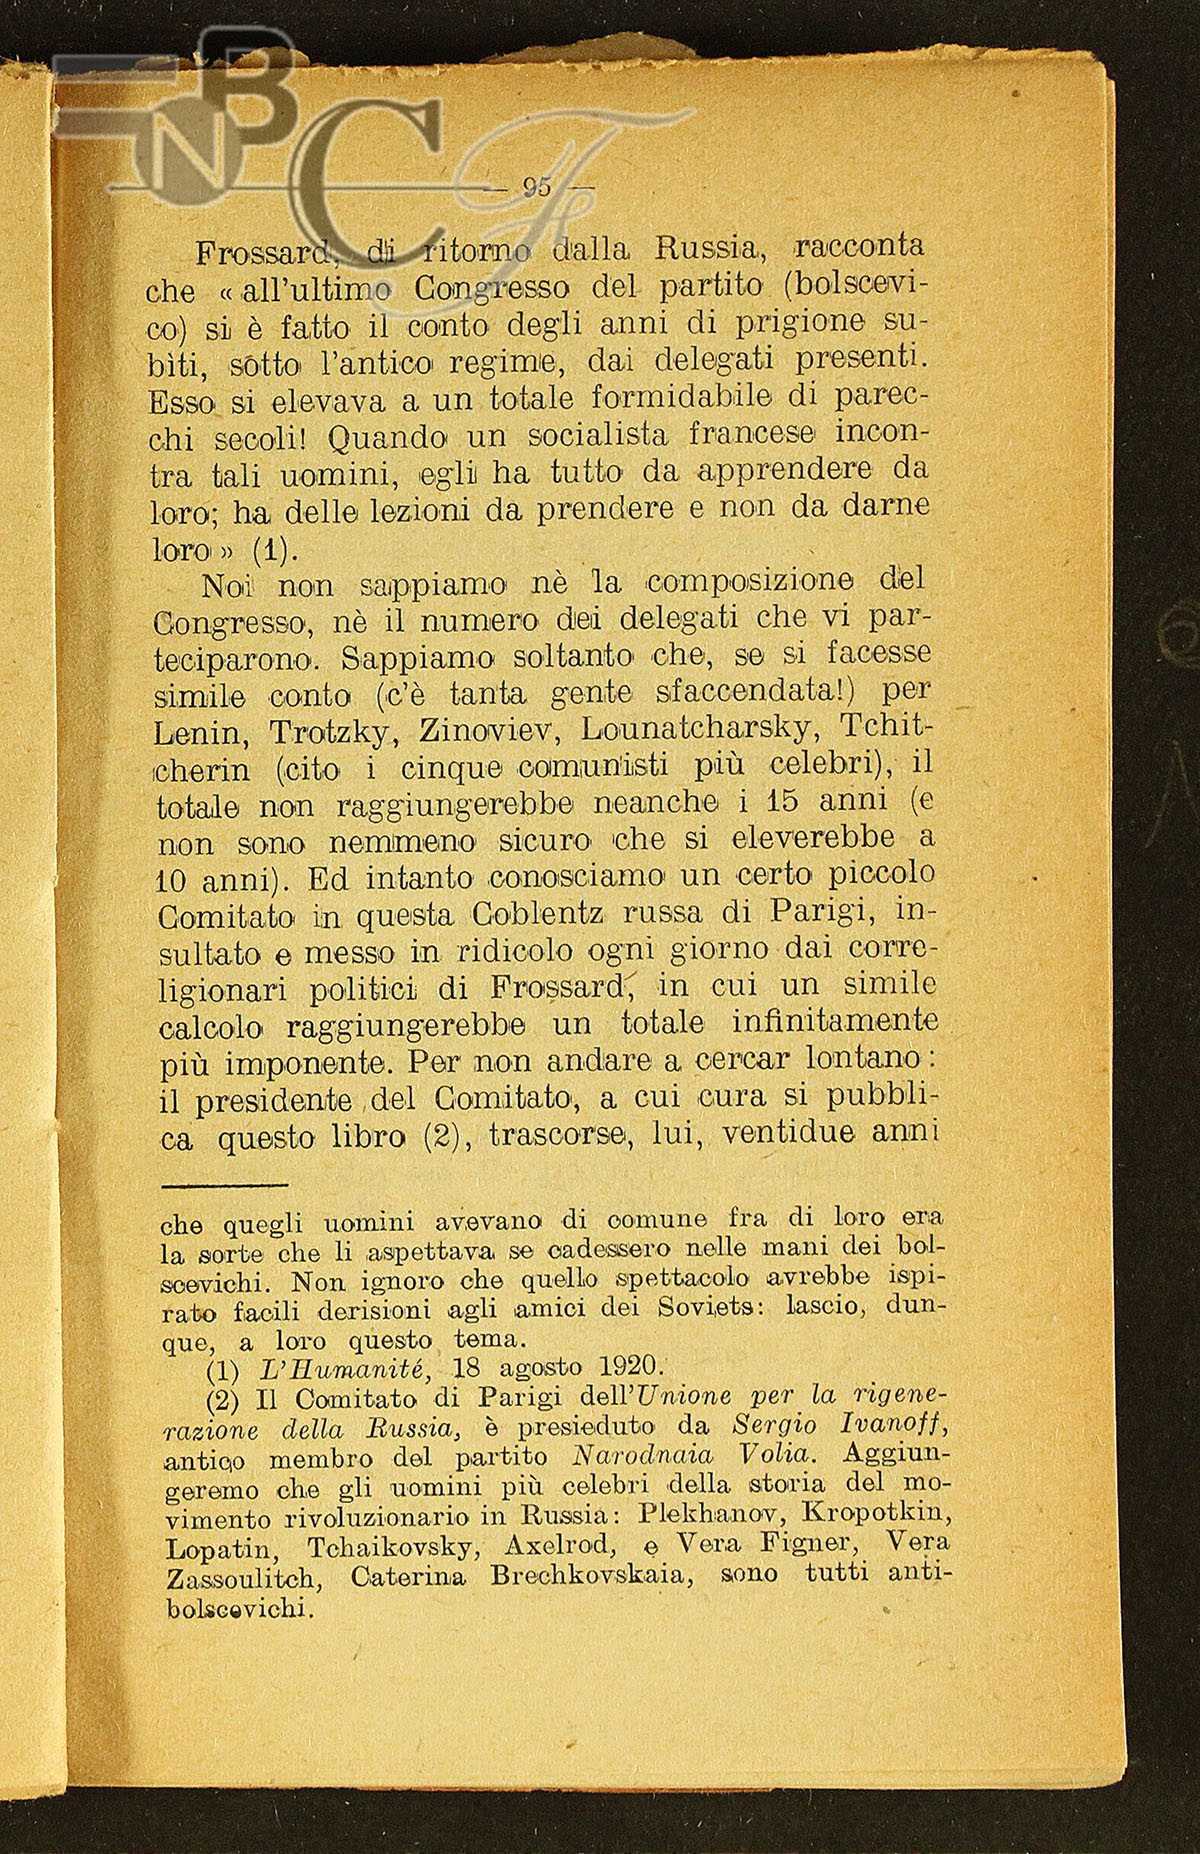 NBCF
— 95 —
Frossard, di ritorno dalla Russia, racconta
che « all'ultimo Congresso del partito (bolscevi-
co) si è fatto il conto degli anni di prigione su-
bìti, sotto l'antico regime, dai delegati presenti.
Esso si elevava a un totale formidabile di parec-
chi secoli! Quando un socialista francese incon-
tra tali uomini, egli ha tutto da apprendere da
loro; ha delle lezioni da prendere e non da darne
loro » (1).
Noi non sappiamo nè la composizione del
Congresso, nè il numero dei delegati che vi par-
teciparono. Sappiamo soltanto che, se si facesse
simile conto (c'è tanta gente sfaccendata!) per
Lenin, Trotzky, Zinoviev, Lounatcharsky, Tchit-
cherin (cito i cinque comunisti più celebri), il
totale non raggiungerebbe neanche i 15 anni (e
non sono nemmeno sicuro che si eleverebbe a
10 anni). Ed intanto conosciamo un certo piccolo
Comitato in questa Coblentz russa di Parigi, in-
sultato e messo in ridicolo ogni giorno dai corre-
ligionari politici di Frossard, in cui un simile
calcolo raggiungerebbe un totale infinitamente
più imponente. Per non andare a cercar lontano:
il presidente del Comitato, a cui cura si pubbli-
ca questo libro (2), trascorse, lui, ventidue anni
che quegli uomini avevano di comune fra di loro era
la sorte che li aspettava se cadessero nelle mani dei bol-
scevichi. Non ignoro che quello spettacolo avrebbe ispi-
rato facili derisioni agli amici dei Soviets: lascio, dun-
que, a loro questo tema.
(1) L'Humanité, 18 agosto 1920.
(2) Il Comitato di Parigi dell'Unione per la rigene-
razione della Russia, è presieduto da Sergio Ivanoff,
antico membro del partito Narodnaia Volia. Aggiun-
geremo che gli uomini più celebri della storia del mo-
vimento rivoluzionario in Russia: Plekhanov, Kropotkin,
Lopatin, Tchaikovsky, Axelrod, e Vera Figner, Vera
Zassoulitch, Caterina Brechkovskaia, sono tutti anti-
bolscevichi.